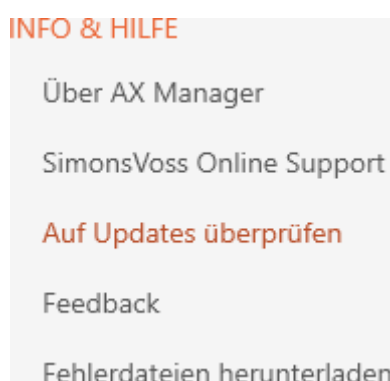 INFO & HILFE
Über AX Manager
SimonsVoss Online Support
Auf Updates überprüfen
Feedback
Fehlerdateien herunterladen